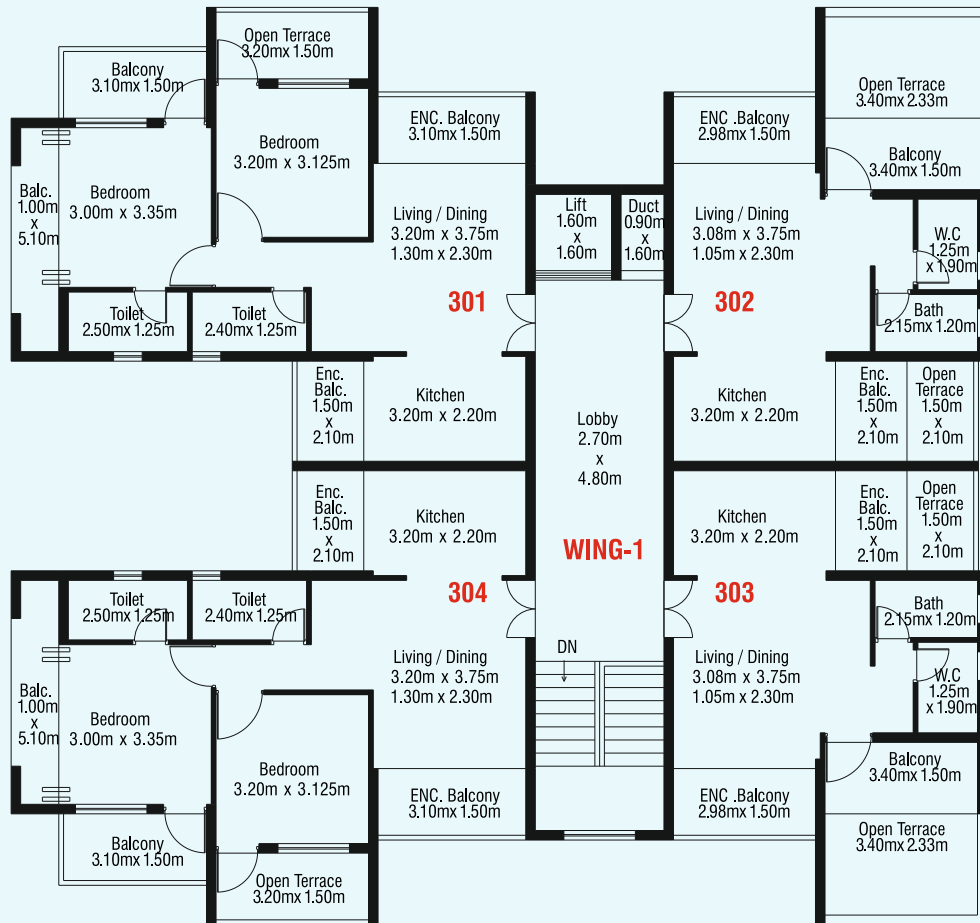 Open Terrace
3.20mx 1.50m
Balcony
3.10mx 1.50m
Bedroom
3.20m x 3.125m
Balc.
1.00m
x
5.10m
Bedroom
3.00m x 3.35m
Toilet
2.50mx 1.25m
Toilet
2.40mx 1.25m
ENC. Balcony
3.10mx 1.50m
Living / Dining
3.20m x 3.75m
1.30m x 2.30m
301
Enc.
Balc.
1.50m
x
2.10m
Kitchen
3.20m x 2.20m
Lift
1.60m
x
1.60m
Duct
0.90m
x
1.60m
ENC .Balcony
2.98mx 1.50m
Open Terrace
3.40mx 2.33m
Balcony
3.40mx 1.50m
Living / Dining
3.08m x 3.75m
1.05m x 2.30m
302
W.C
1.25m
x 1.90m
Bath
2.15mx 1.20m
Kitchen
3.20m x 2.20m
Enc.
Balc.
1.50m
x
2.10m
Open
Terrace
1.50m
x
2.10m
Lobby
2.70m
x
4.80m
WING-1
DN
Enc.
Balc.
1.50m
x
2.10m
Kitchen
3.20m x 2.20m
304
Toilet
2.50mx 1.25m
Toilet
2.40mx 1.25m
Living / Dining
3.20m x 3.75m
1.30m x 2.30m
Balc.
1.00m
x
5.10m
Bedroom
3.00m x 3.35m
Bedroom
3.20m x 3.125m
ENC. Balcony
3.10mx 1.50m
Balcony
3.10mx 1.50m
Open Terrace
3.20mx 1.50m
Kitchen
3.20m x 2.20m
Enc.
Balc.
1.50m
x
2.10m
Open
Terrace
1.50m
x
2.10m
303
Bath
2.15mx 1.20m
Living / Dining
3.08m x 3.75m
1.05m x 2.30m
W.C
1.25m
x 1.90m
Balcony
3.40mx 1.50m
ENC .Balcony
2.98mx 1.50m
Open Terrace
3.40mx 2.33m